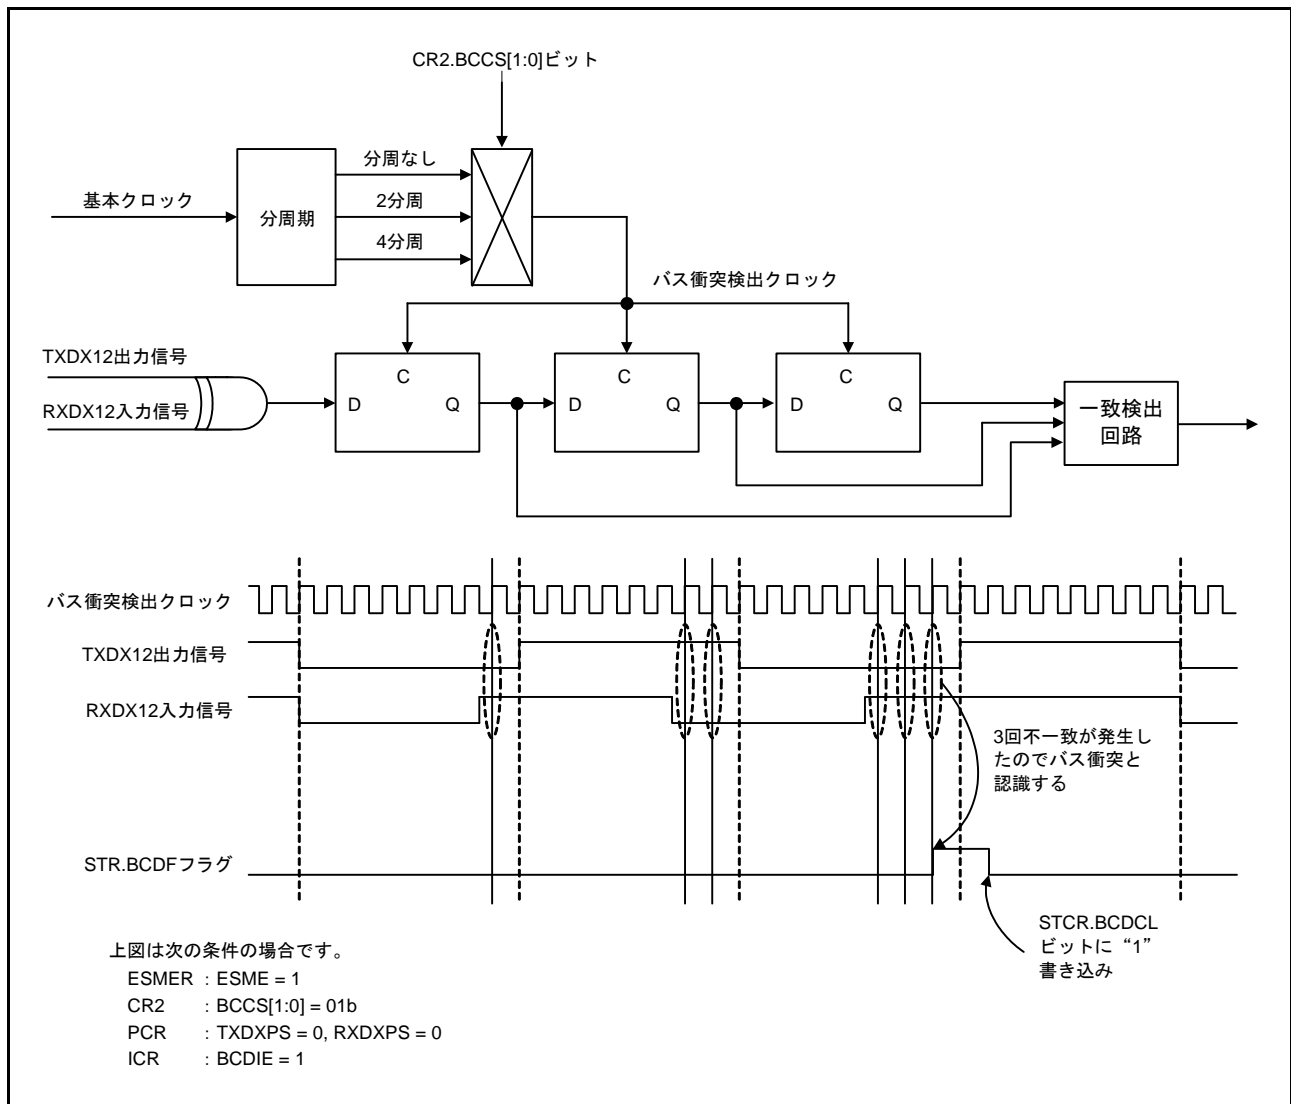 CR2.BCCS[1:0]ビット
分周なし
基本クロック
分周期
2分周
4分周
バス衝突検出クロック
TXDX12出力信号
RXDX12入力信号
C
D
Q
C
D
Q
C
D
Q
一致検出
回路
バス衝突検出クロック
TXDX12出力信号
RXDX12入力信号
3回不一致が発生し
たのでバス衝突と
認識する
STR.BCDFフラグ
STCR.BCDCL
ビットに“1”
書き込み
上図は次の条件の場合です。
ESMER : ESME = 1
CR2 : BCCS[1:0] = 01b
PCR : TXDXPS = 0, RXDXPS = 0
ICR : BCDIE = 1